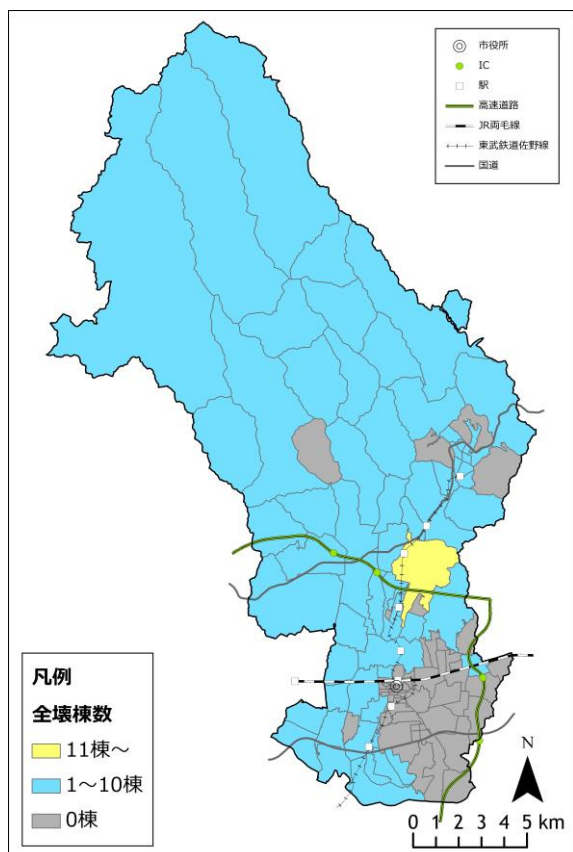 市役所
IC
駅
高速道路
JR両毛線
東武鉄道佐野線
国道
凡例
全壊棟数
11棟～
1～10棟
0棟
N
0 1 2 3 4 5 km